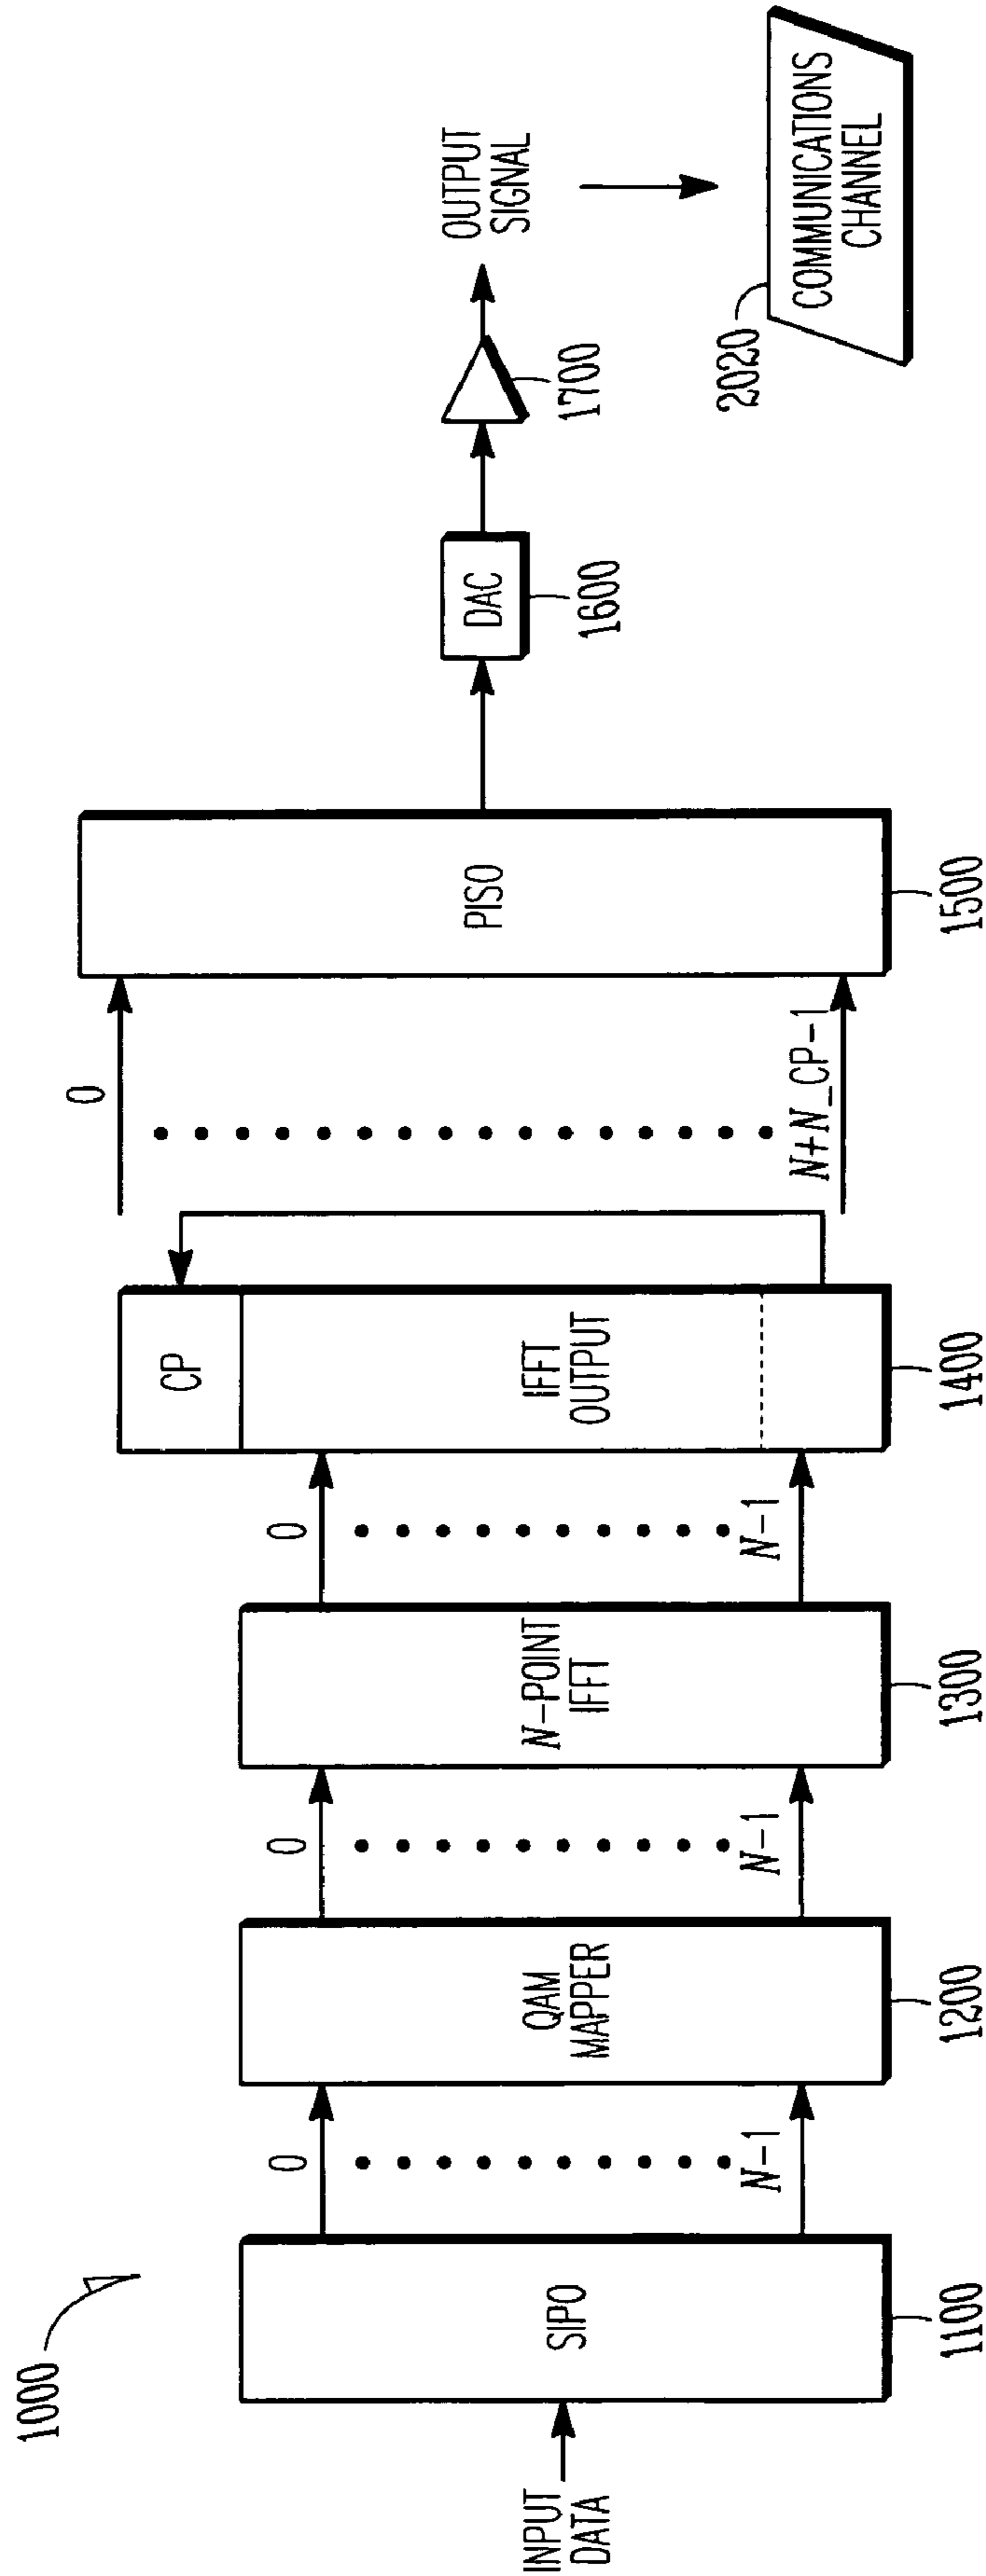 1000
INPUT
DATA
SIPO
1100
0
N-1
QAM
MAPPER
1200
0
N-1
N-POINT
IFFT
1300
0
N-1
CP
IFFT
OUTPUT
1400
0
N+N_CP-1
PISO
1500
DAC
1600
1700
OUTPUT
SIGNAL
2020
COMMUNICATIONS
CHANNEL